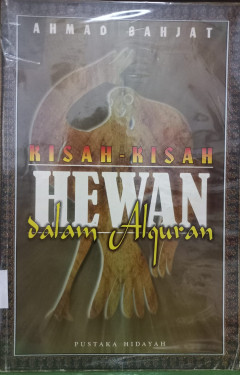 AHMAD BAHJAT
KISAH-KISAH
HEWAN
dalam Alquran
PUSTAKA HIDAYAH